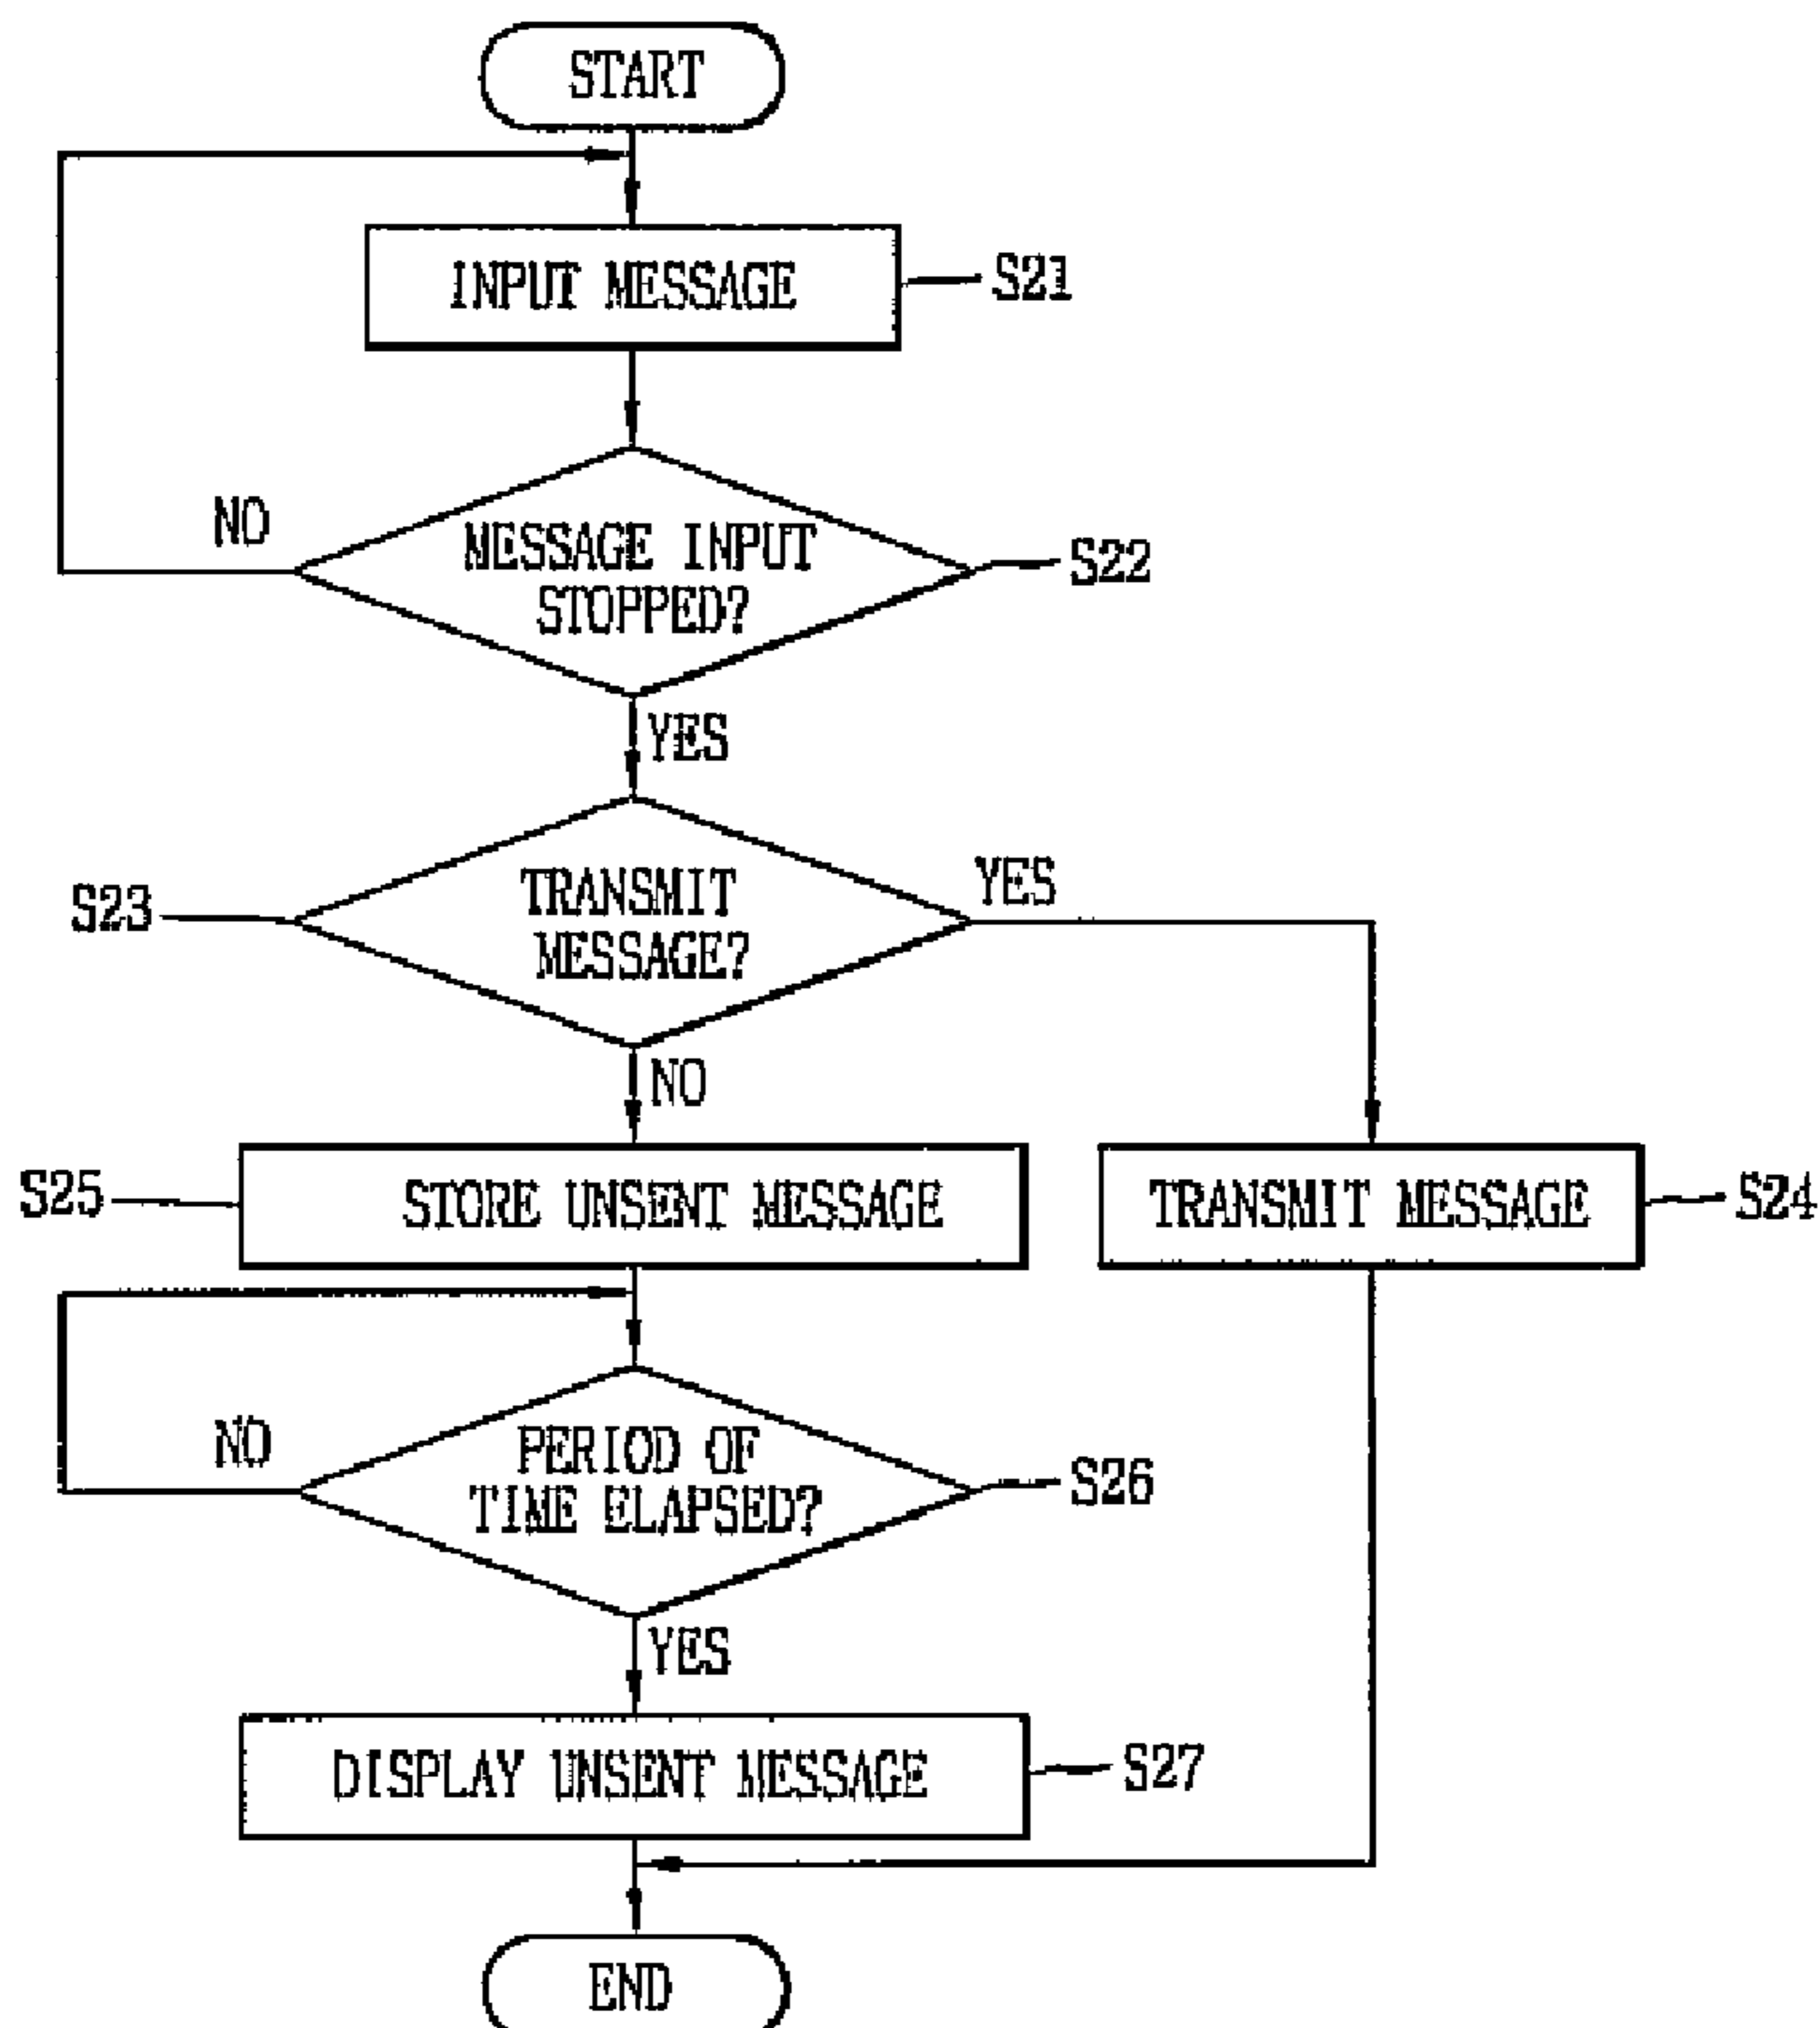 START
INPUT MESSAGE
S21
NO
MESSAGE INPUT
STOPPED?
S22
YES
S23
TRANSMIT
MESSAGE?
YES
NO
S25
STORE UNSENT MESSAGE
TRANSMIT MESSAGE
S24
NO
PERIOD OF
TIME ELAPSED?
S26
YES
DISPLAY UNSENT MESSAGE
S27
END